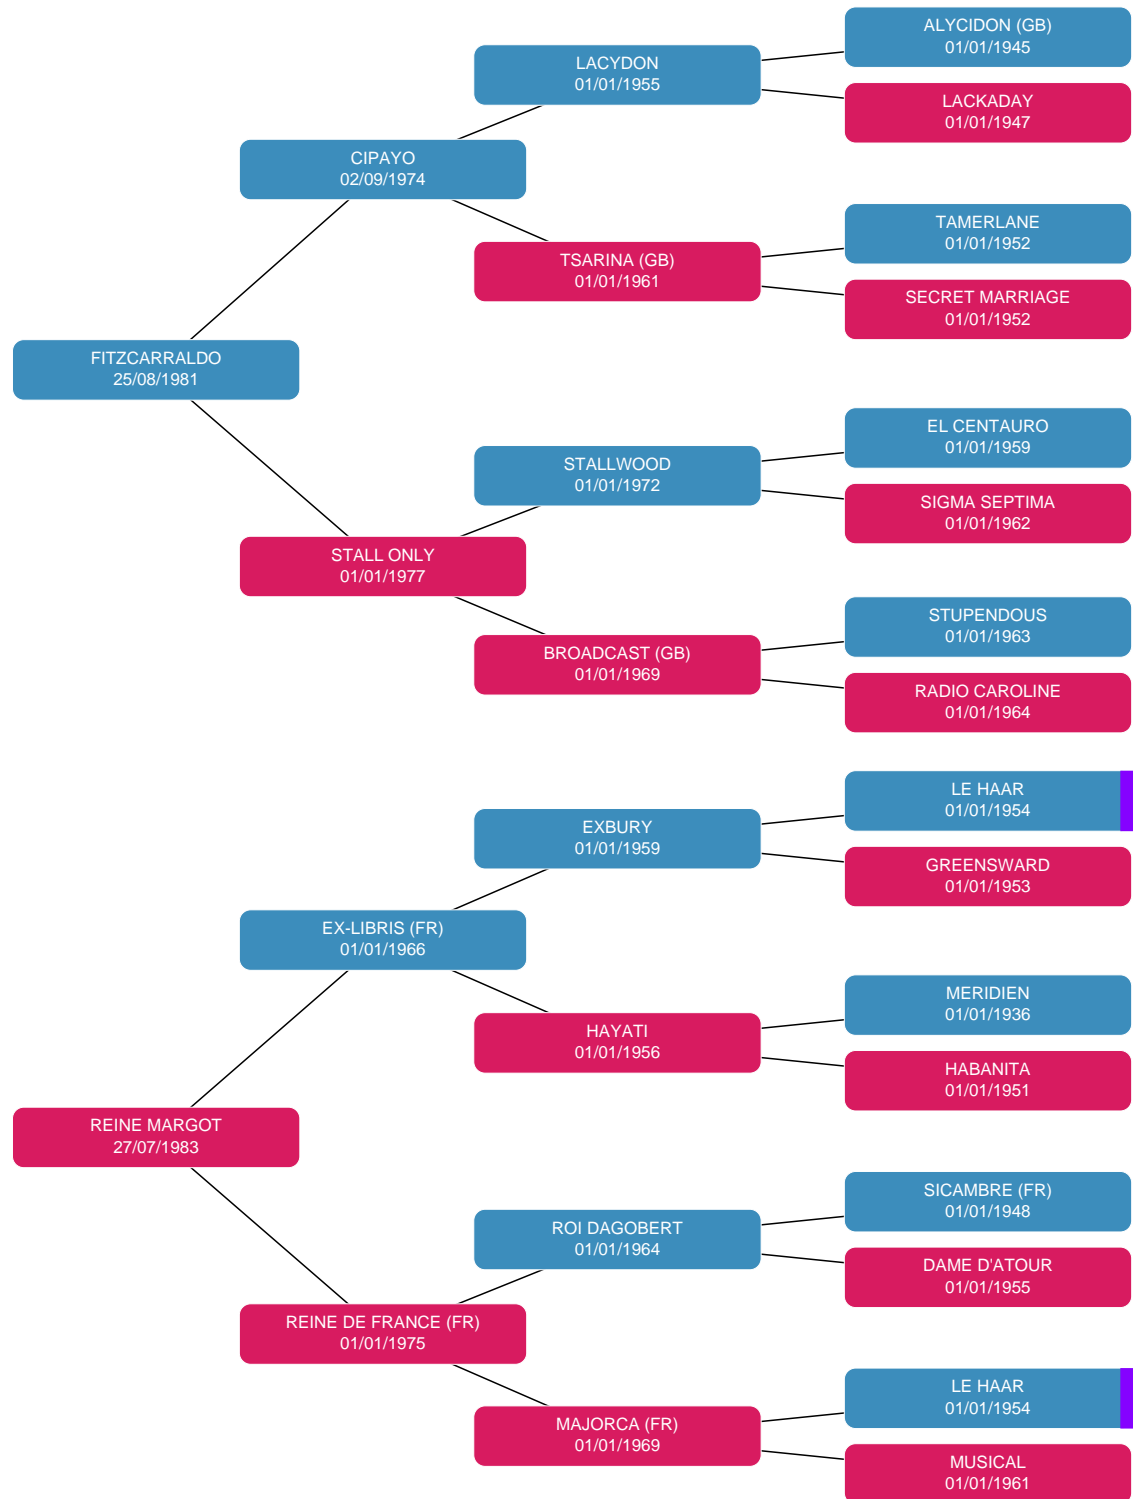 ALYCIDON (GB)
01/01/1945
LACYDON
01/01/1955
LACKADAY
01/01/1947
CIPAYO
02/09/1974
TAMERLANE
01/01/1952
TSARINA (GB)
01/01/1961
SECRET MARRIAGE
01/01/1952
FITZCARRALDO
25/08/1981
EL CENTAURO
01/01/1959
STALLWOOD
01/01/1972
SIGMA SEPTIMA
01/01/1962
STALL ONLY
01/01/1977
STUPENDOUS
01/01/1963
BROADCAST (GB)
01/01/1969
RADIO CAROLINE
01/01/1964
LE HAAR
01/01/1954
EXBURY
01/01/1959
GREENSWARD
01/01/1953
EX-LIBRIS (FR)
01/01/1966
MERIDIEN
01/01/1936
HAYATI
01/01/1956
HABANITA
01/01/1951
REINE MARGOT
27/07/1983
SICAMBRE (FR)
01/01/1948
ROI DAGOBERT
01/01/1964
DAME D'ATOUR
01/01/1955
REINE DE FRANCE (FR)
01/01/1975
LE HAAR
01/01/1954
MAJORCA (FR)
01/01/1969
MUSICAL
01/01/1961